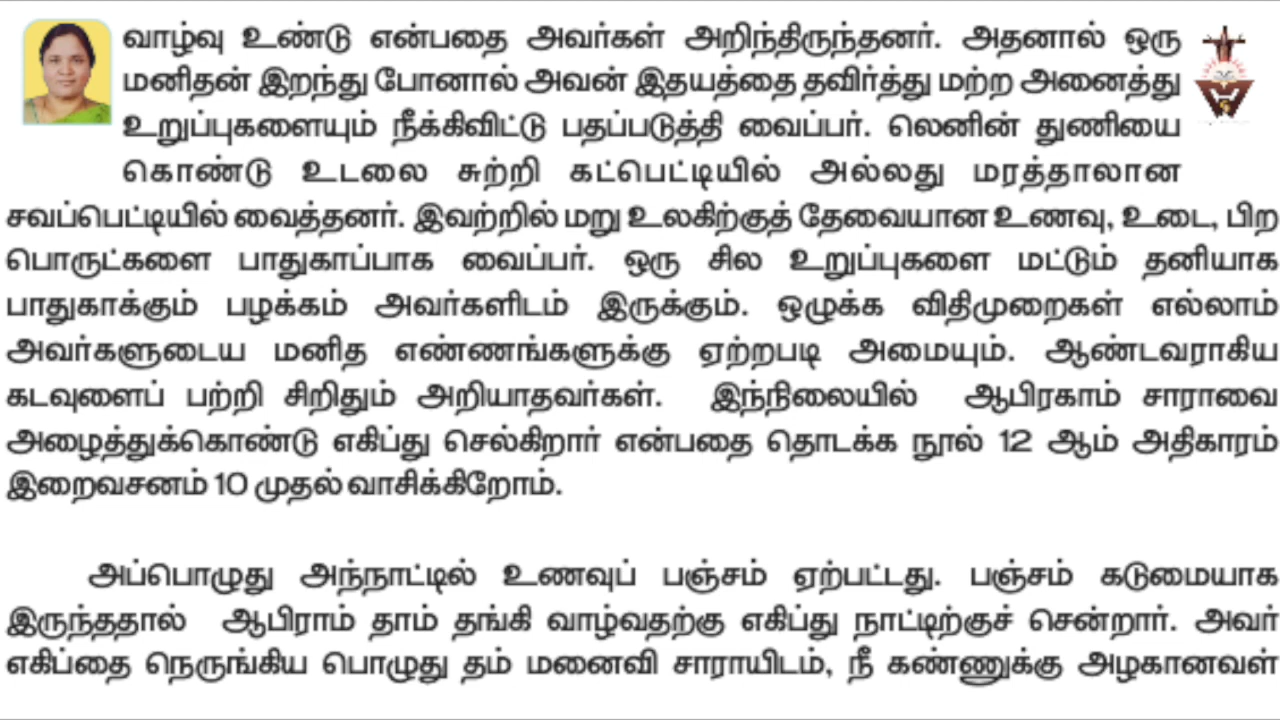 வாழ்வு உண்டு என்பதை அவர்கள் அறிந்திருந்தனர். அதனால் ஒரு
மனிதன் இறந்து போனால் அவன் இதயத்தை தவிர்த்து மற்ற அனைத்து
உறுப்புகளையும் நீக்கிவிட்டு பதப்படுத்தி வைப்பர். லெனின் துணியை
கொண்டு உடலை சுற்றி கட்பெட்டியில் அல்லது மரத்தாலான
சவப்பெட்டியில் வைத்தனர். இவற்றில் மறு உலகிற்குத் தேவையான உணவு, உடை, பிற
பொருட்களை பாதுகாப்பாக வைப்பர். ஒரு சில உறுப்புகளை மட்டும் தனியாக
பாதுகாக்கும் பழக்கம் அவர்களிடம் இருக்கும். ஒழுக்க விதிமுறைகள் எல்லாம்
அவர்களுடைய மனித எண்ணங்களுக்கு ஏற்றபடி அமையும். ஆண்டவராகிய
கடவுளைப் பற்றி சிறிதும் அறியாதவர்கள். இந்நிலையில் ஆபிரகாம் சாராவை
அழைத்துக்கொண்டு எகிப்து செல்கிறார் என்பதை தொடக்க நூல் 12 ஆம் அதிகாரம்
இறைவசனம் 10 முதல் வாசிக்கிறோம்.
அப்பொழுது அந்நாட்டில் உணவுப் பஞ்சம் ஏற்பட்டது. பஞ்சம் கடுமையாக
இருந்ததால் ஆபிராம் தாம் தங்கி வாழ்வதற்கு எகிப்து நாட்டிற்குச் சென்றார். அவர்
எகிப்தை நெருங்கிய பொழுது தம் மனைவி சாராயிடம், நீ கண்ணுக்கு அழகானவள்